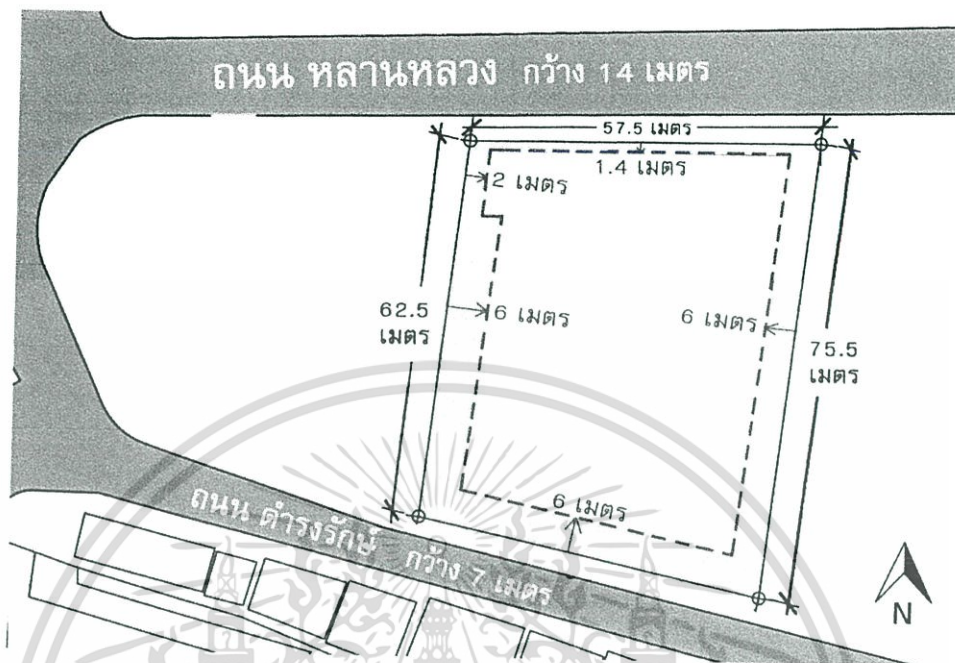 ถนน หลานหลวง กว้าง 14 เมตร
57.5 เมตร
1.4 เมตร
2 เมตร
62.5
เมตร
6 เมตร
6 เมตร
75.5
เมตร
6 เมตร
ถนน ดำรงรักษ์ กว้าง 7 เมตร
N